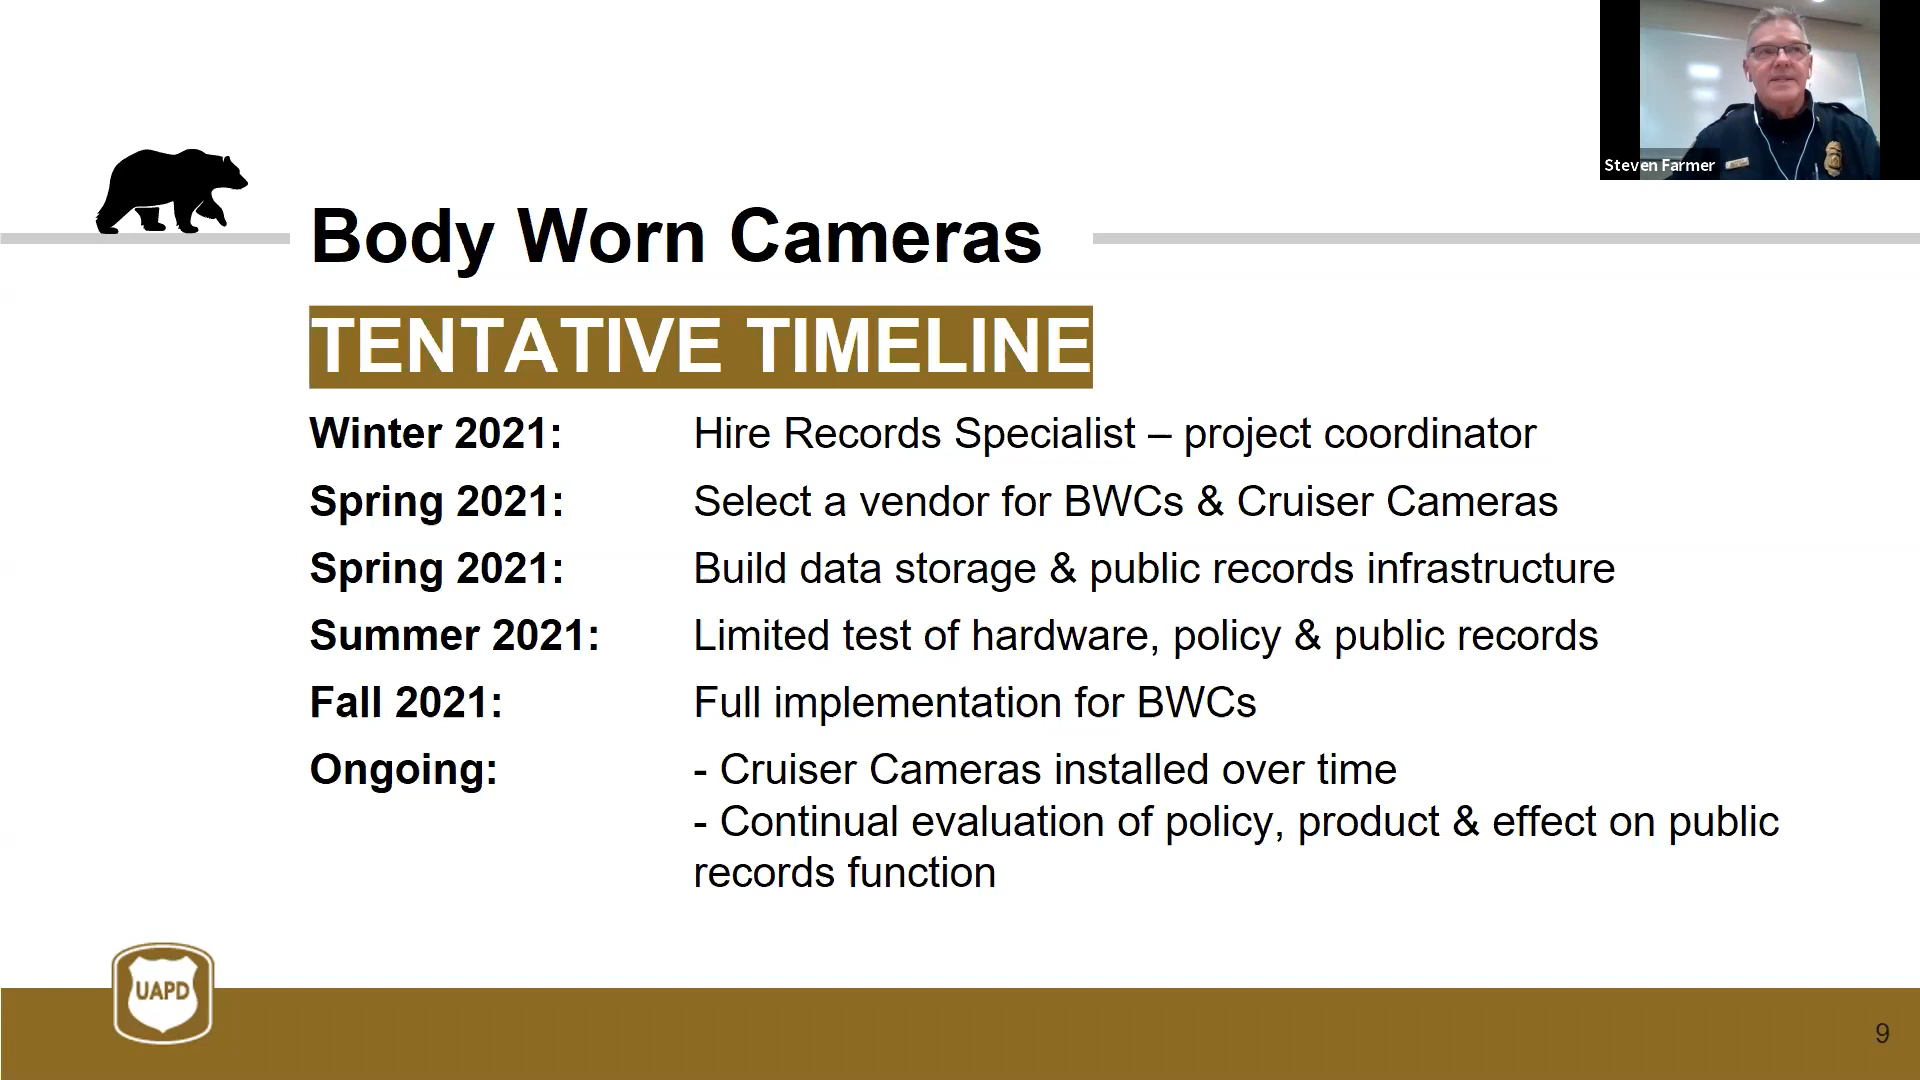 Steven Farmer
Body Worn Cameras
TENTATIVE TIMELINE
Winter 2021: Hire Records Specialist – project coordinator
Spring 2021: Select a vendor for BWCs & Cruiser Cameras
Spring 2021: Build data storage & public records infrastructure
Summer 2021: Limited test of hardware, policy & public records
Fall 2021: Full implementation for BWCs
Ongoing: - Cruiser Cameras installed over time
- Continual evaluation of policy, product & effect on public
records function
UAPD
9